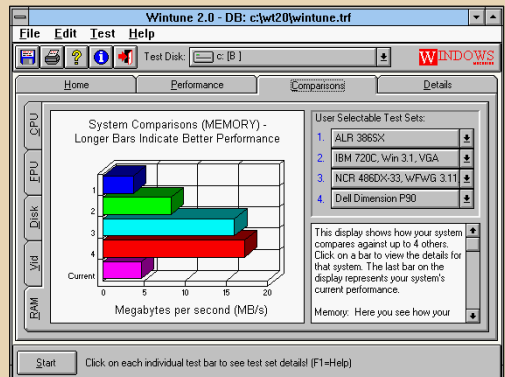 Wintune 2.0 - DB: c:\wt20\wintune.trf
File Edit Test Help
Test Disk: c: [B ]
WINDOWS
Home Performance Comparisons Details
CPU
FPU
Disk
Vid
RAM
System Comparisons (MEMORY) -
Longer Bars Indicate Better Performance
1
2
3
4
Current
0 5 10 15 20
Megabytes per second (MB/s)
User Selectable Test Sets:
1. ALR 386SX
2. IBM 720C, Win 3.1, VGA
3. NCR 486DX-33, WFWG 3.11
4. Dell Dimension P90
This display shows how your system
compares against up to 4 others.
Click on a bar to view the details for
that system. The last bar on the
display represents your system's
current performance.
Memory: Here you see how your
Start Click on each individual test bar to see test set details! (F1=Help)